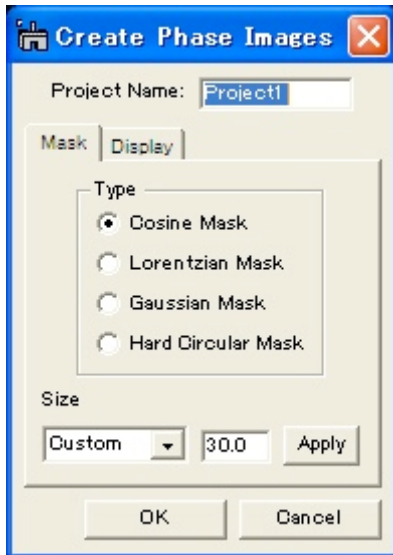 Create Phase Images
Project Name: Project1
Mask Display
Type
Cosine Mask
Lorentzian Mask
Gaussian Mask
Hard Circular Mask
Size
Custom 30.0 Apply
OK Cancel